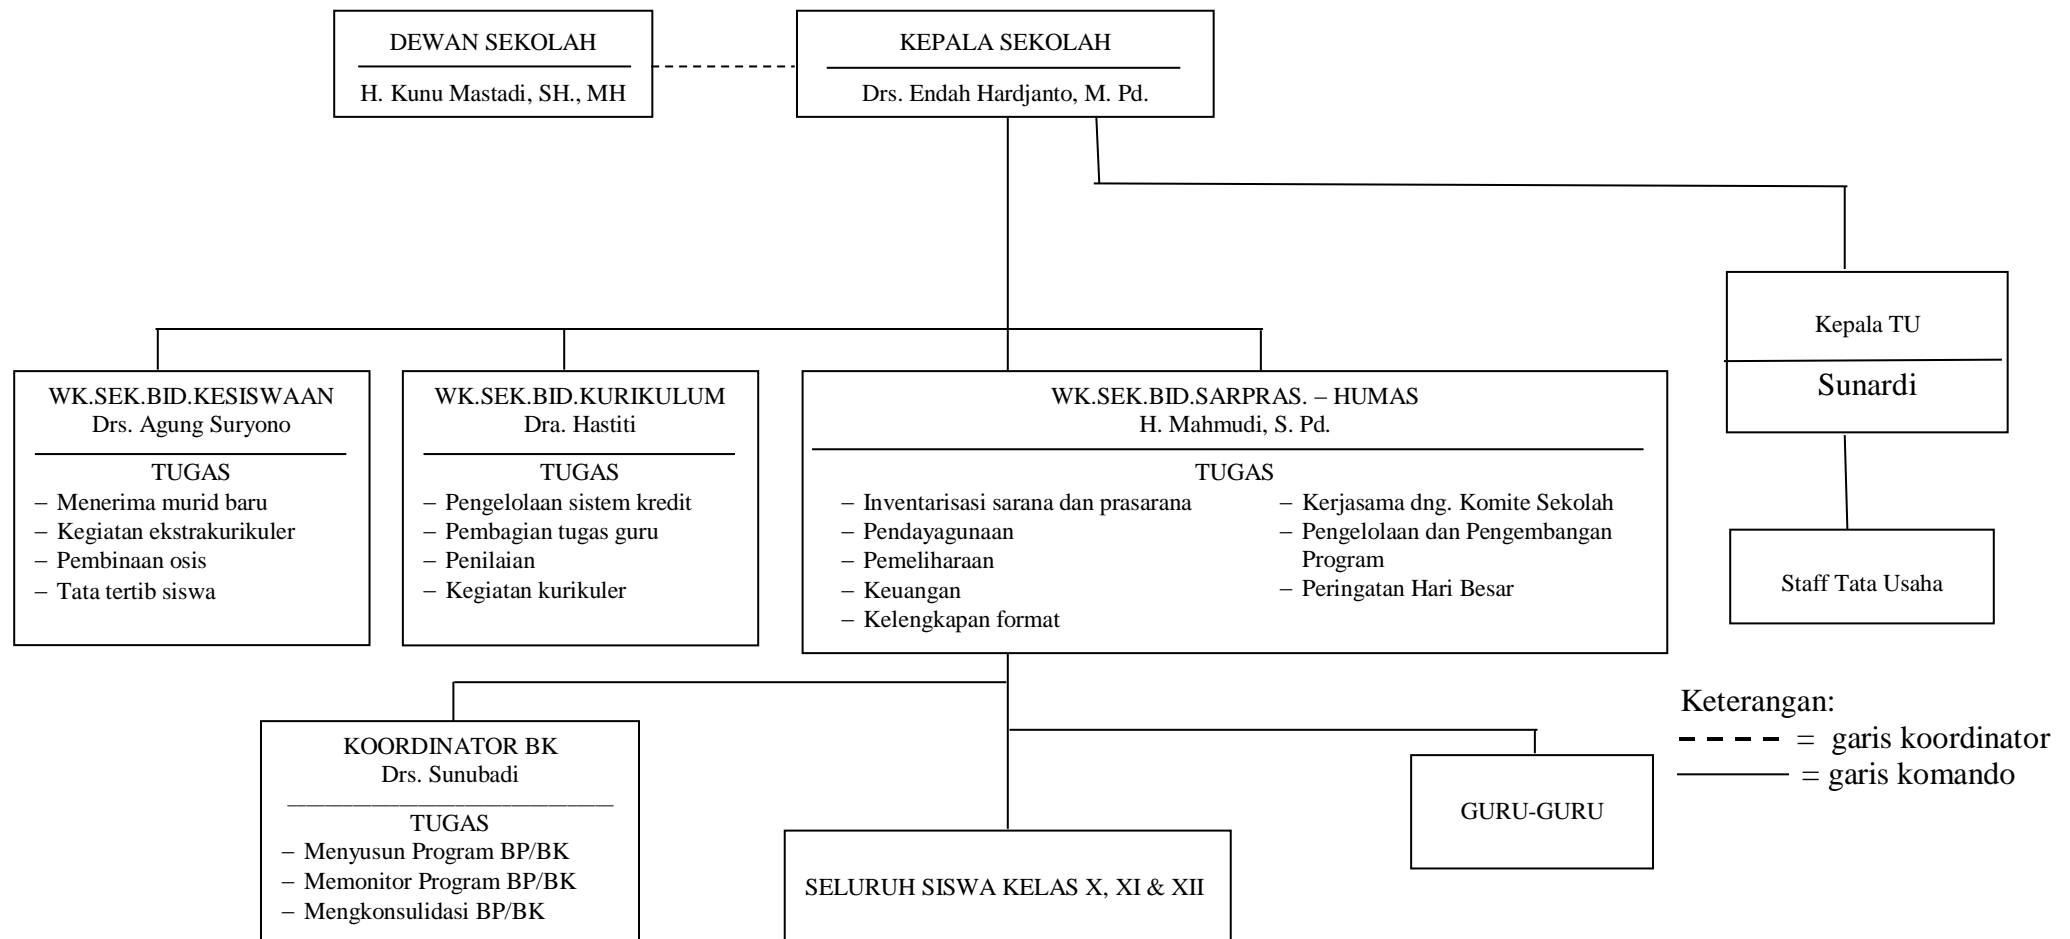 DEWAN SEKOLAH
H. Kunu Mastadi, SH., MH
KEPALA SEKOLAH
Drs. Endah Hardjanto, M. Pd.
Kepala TU
Sunardi
WK.SEK.BID.KESISWAAN
Drs. Agung Suryono
TUGAS
– Menerima murid baru
– Kegiatan ekstrakurikuler
– Pembinaan osis
– Tata tertib siswa
WK.SEK.BID.KURIKULUM
Dra. Hastiti
TUGAS
– Pengelolaan sistem kredit
– Pembagian tugas guru
– Penilaian
– Kegiatan kurikuler
WK.SEK.BID.SARPRAS. – HUMAS
H. Mahmudi, S. Pd.
TUGAS
– Inventarisasi sarana dan prasarana
– Pendayagunaan
– Pemeliharaan
– Keuangan
– Kelengkapan format
– Kerjasama dng. Komite Sekolah
– Pengelolaan dan Pengembangan
Program
– Peringatan Hari Besar
Staff Tata Usaha
KOORDINATOR BK
Drs. Sunubadi
TUGAS
– Menyusun Program BP/BK
– Memonitor Program BP/BK
– Mengkonsulidasi BP/BK
SELURUH SISWA KELAS X, XI & XII
GURU-GURU
Keterangan:
= garis koordinator
= garis komando